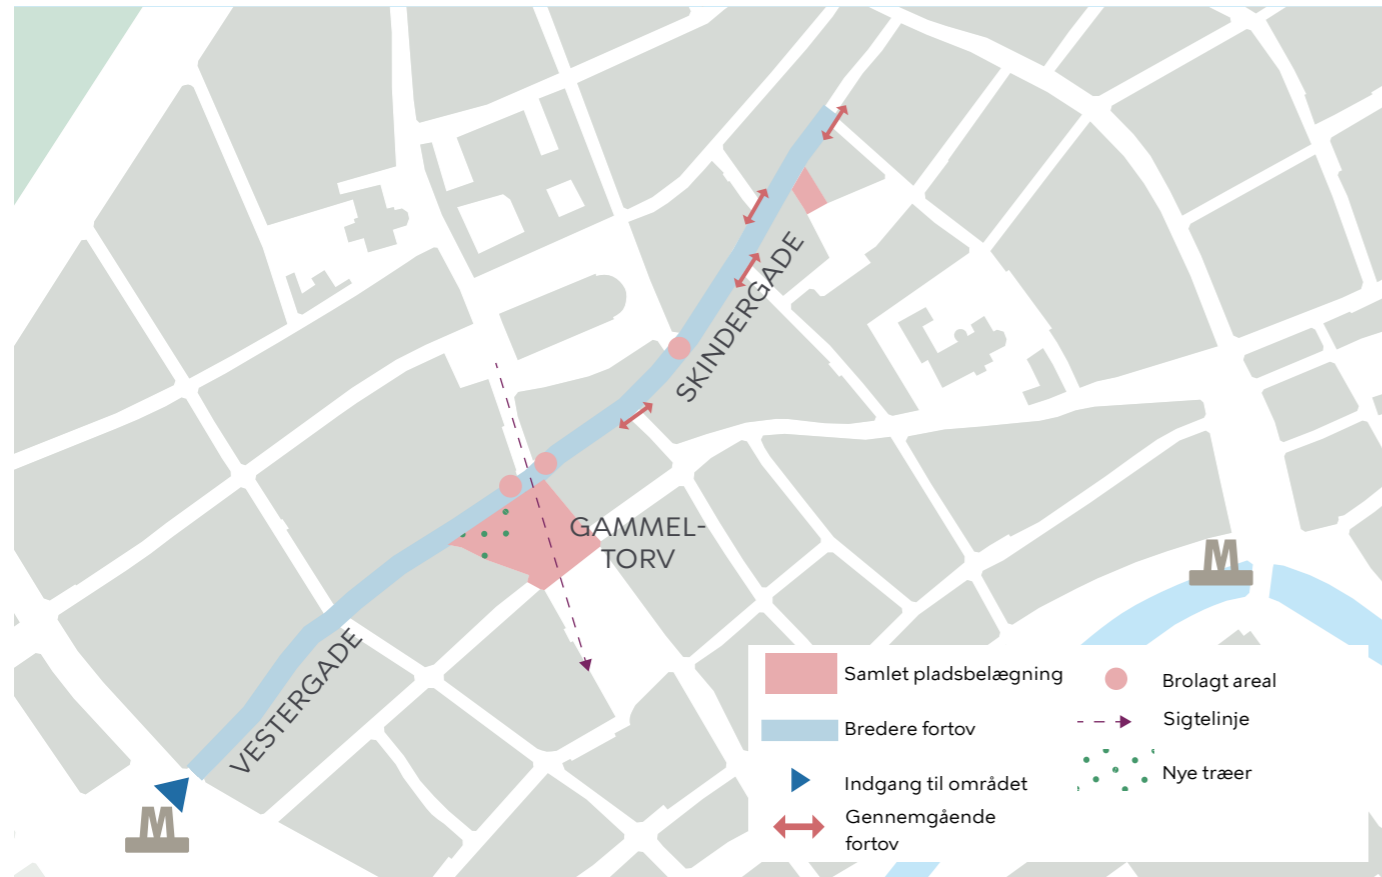 SKINDERGADE
GAMMEL-
TORV
VESTERGADE
M
M
Samlet pladsbelægning
Bredere fortov
Indgang til området
Gennemgående
fortov
Brolagt areal
Sigtelinje
Nye træer